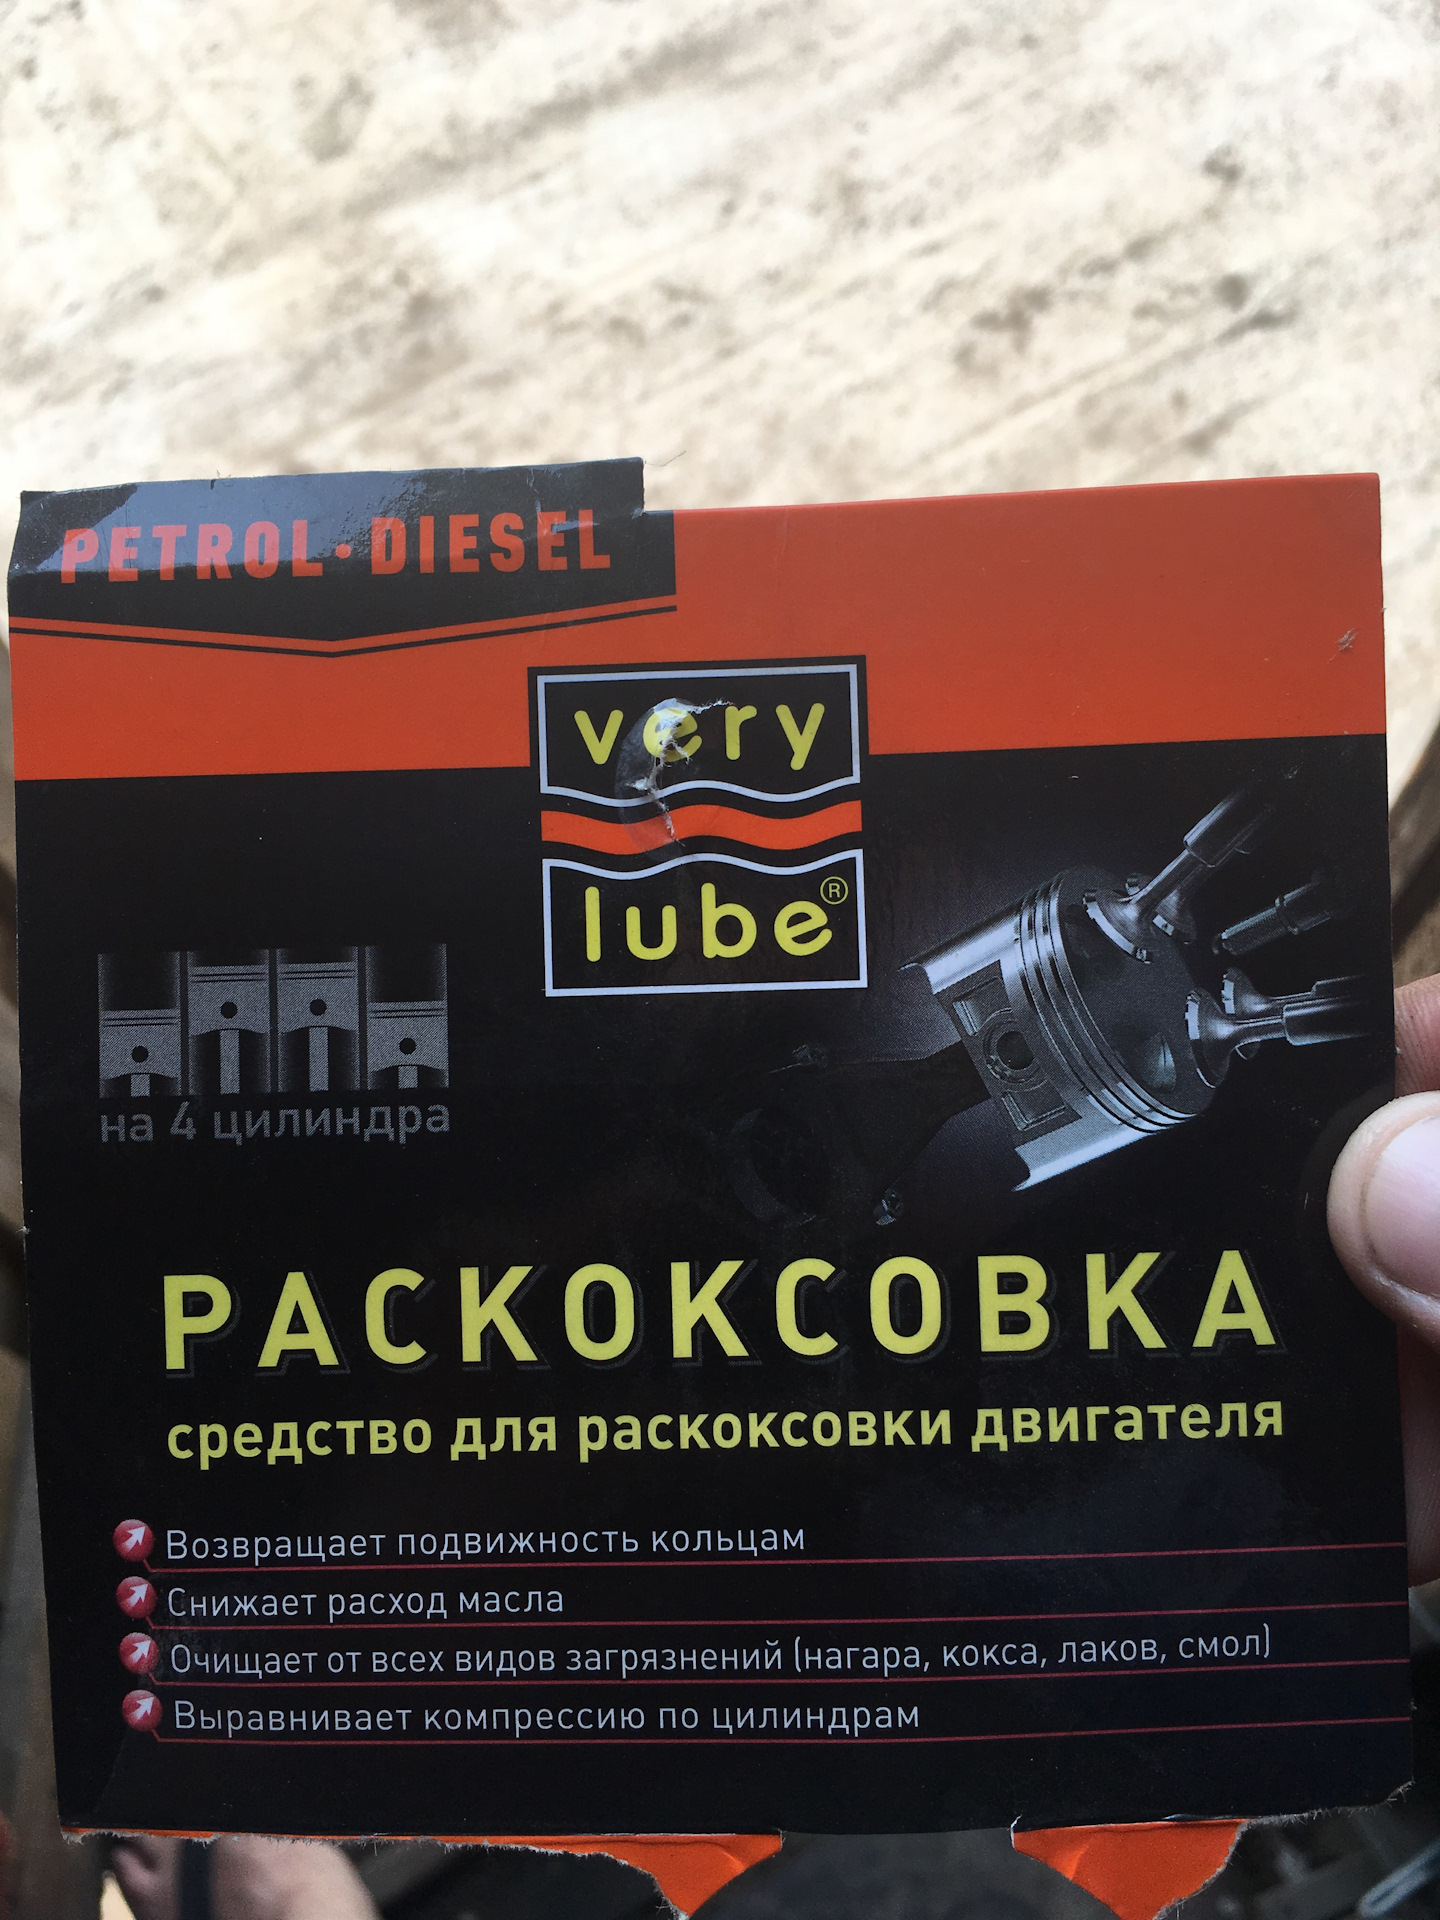 PETROL·DIESEL
very
lube®
на 4 цилиндра
РАСКОКСОВКА
средство для раскоксовки двигателя
Возвращает подвижность кольцам
Снижает расход масла
Очищает от всех видов загрязнений (нагара, кокса, лаков, смол)
Выравнивает компрессию по цилиндрам